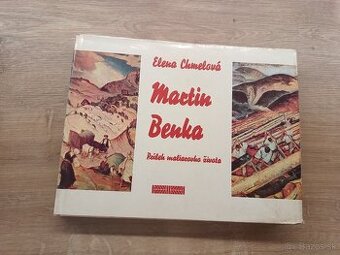 Elena Chmelová
Martin
Benka
Príbeh maliarovho života